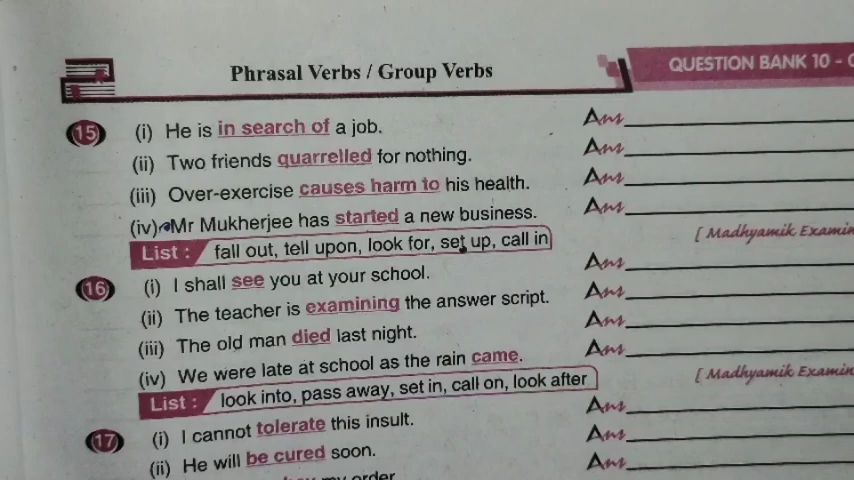 Phrasal Verbs / Group Verbs
QUESTION BANK 10 -
15 (i) He is in search of a job. Ans
(ii) Two friends quarrelled for nothing. Ans
(iii) Over-exercise causes harm to his health. Ans
(iv) Mr Mukherjee has started a new business. Ans
List : fall out, tell upon, look for, set up, call in
[ Madhyamik
16 (i) I shall see you at your school. Ans
(ii) The teacher is examining the answer script. Ans
(iii) The old man died last night. Ans
(iv) We were late at school as the rain came. Ans
List : look into, pass away, set in, call on, look after
[ Madhyamik
17 (i) I cannot tolerate this insult. Ans
(ii) He will be cured soon. Ans
my order Ans